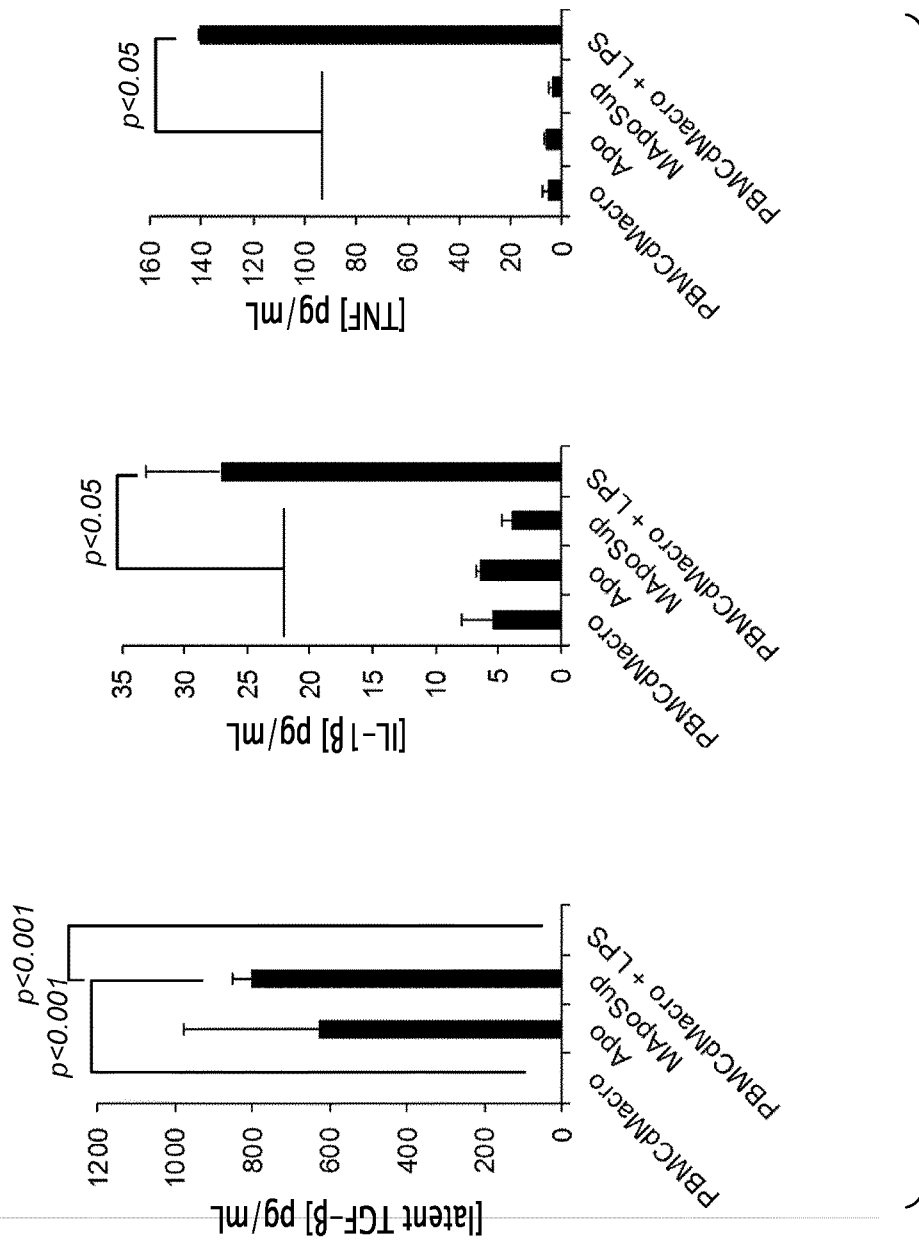 [latent TGF-β] pg/mL
1200
1000
800
600
400
200
0
p<0.001
p<0.001
PBMCdMacro
Apo
MApoSup
PBMCdMacro + LPS
[IL-1β] pg/mL
35
30
25
20
15
10
5
0
p<0.05
PBMCdMacro
Apo
MApoSup
PBMCdMacro + LPS
[TNF] pg/mL
160
140
120
100
80
60
40
20
0
p<0.05
PBMCdMacro
Apo
MApoSup
PBMCdMacro + LPS